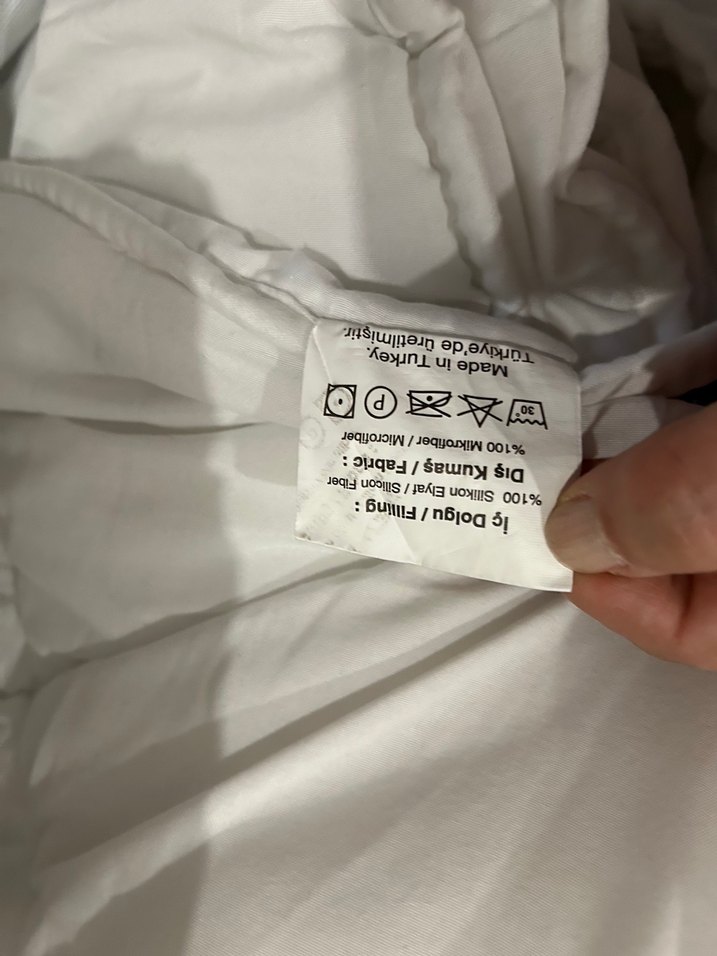 İç Dolgu / Filling :
%100 Silikon Elyaf / Silicon Fiber
Dış Kumaş / Fabric :
%100 Mikrofiber / Microfiber
30° P
Made in Turkey.
Türkiye'de üretilmiştir.